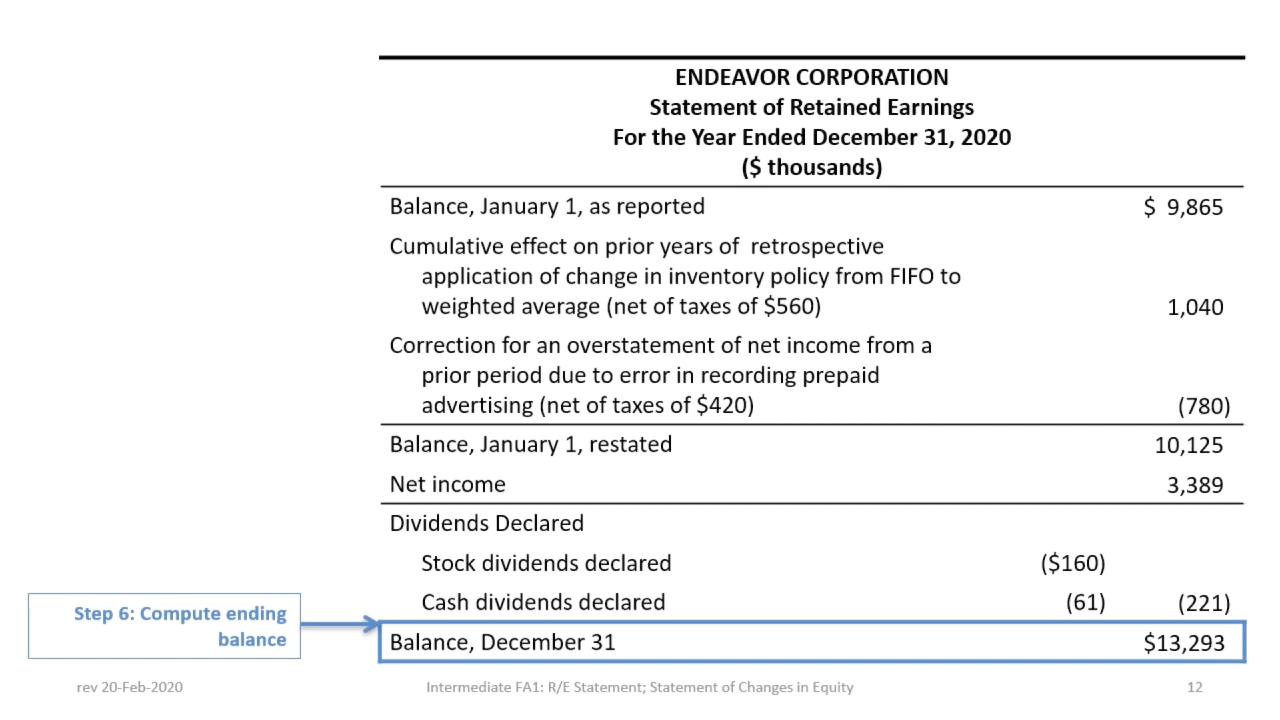 ENDEAVOR CORPORATION
Statement of Retained Earnings
For the Year Ended December 31, 2020
($ thousands)
Balance, January 1, as reported $ 9,865
Cumulative effect on prior years of retrospective
application of change in inventory policy from FIFO to
weighted average (net of taxes of $560) 1,040
Correction for an overstatement of net income from a
prior period due to error in recording prepaid
advertising (net of taxes of $420) (780)
Balance, January 1, restated 10,125
Net income 3,389
Dividends Declared
Stock dividends declared ($160)
Cash dividends declared (61) (221)
Step 6: Compute ending
balance
Balance, December 31 $13,293
rev 20-Feb-2020 Intermediate FA1: R/E Statement; Statement of Changes in Equity 12